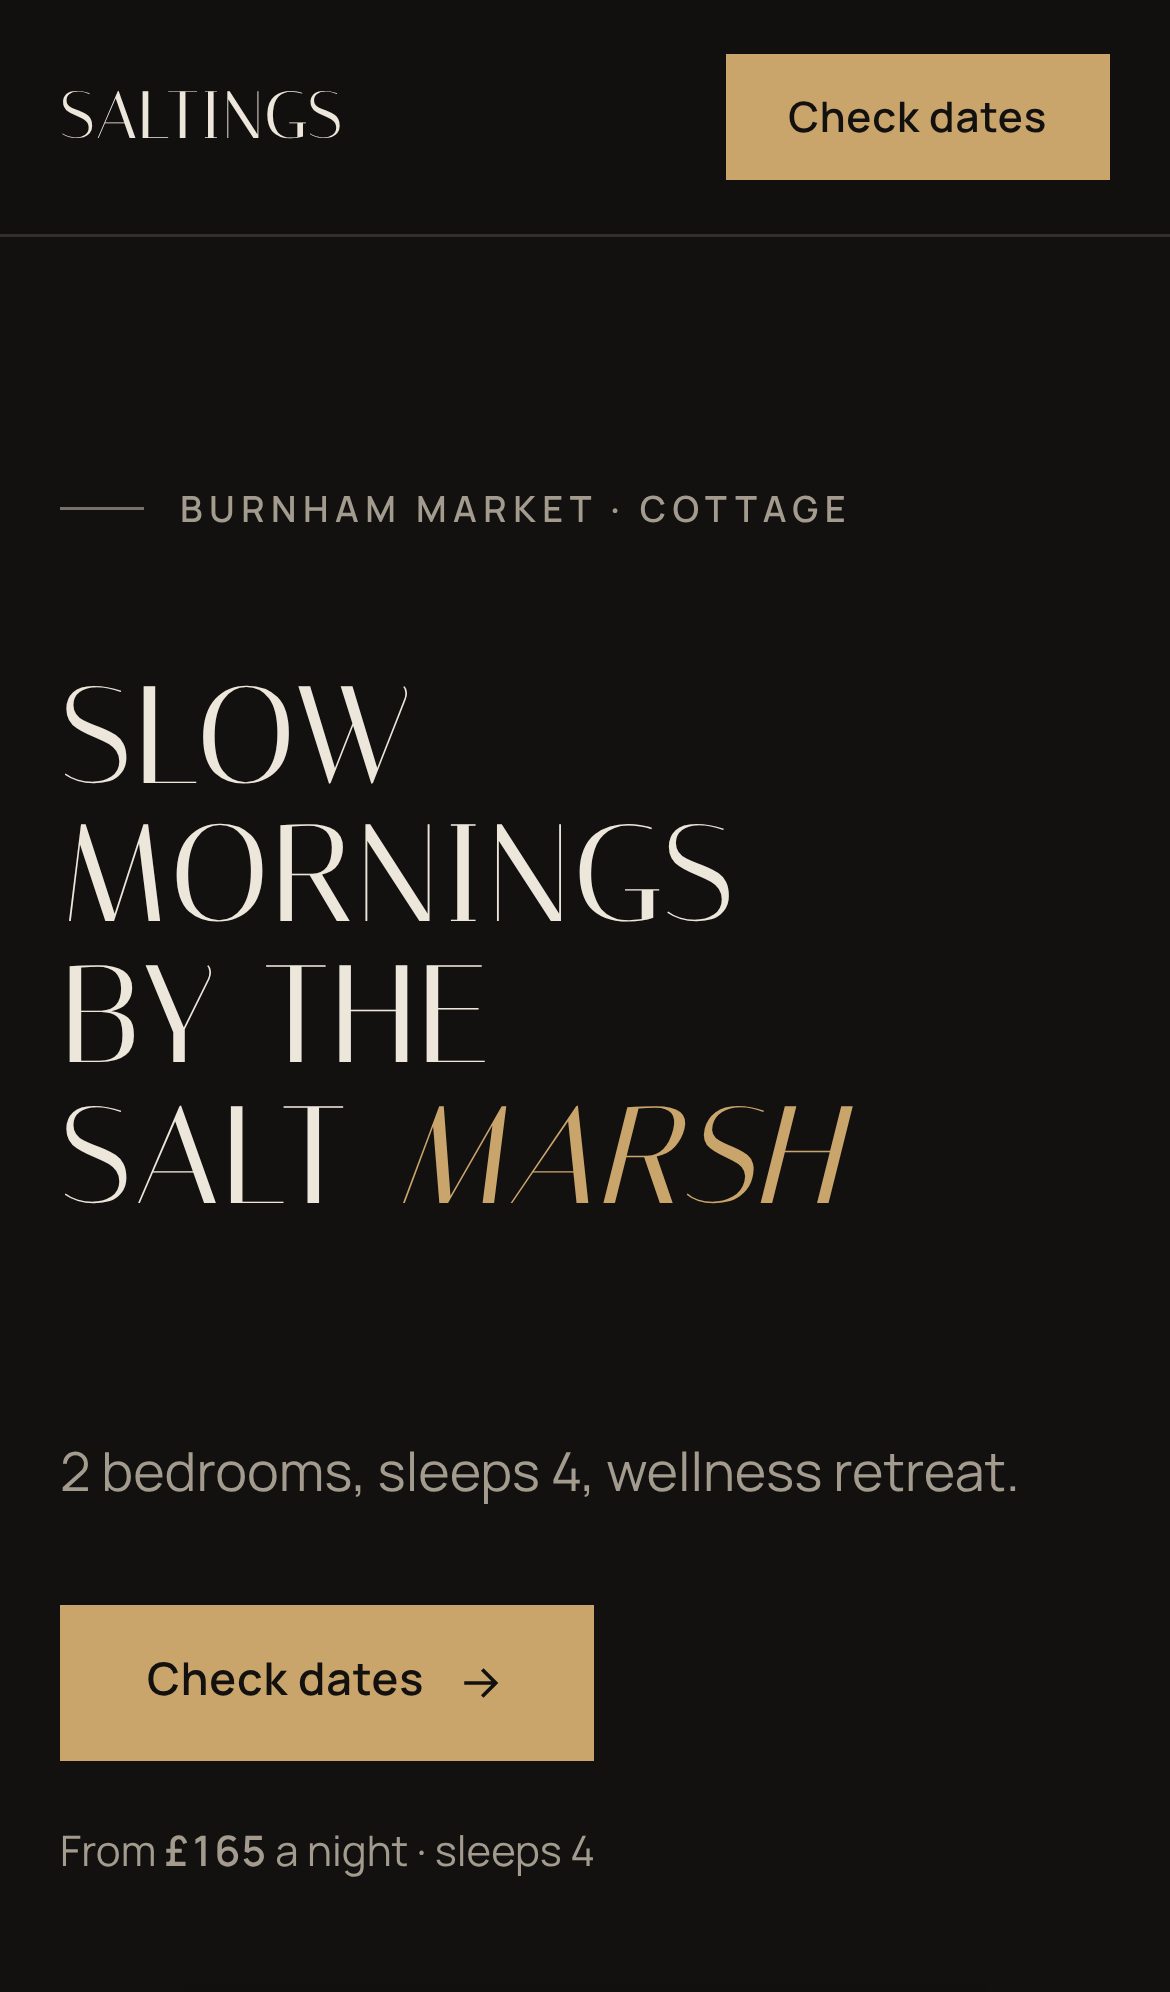 SALTINGS
Check dates
BURNHAM MARKET · COTTAGE
SLOW
MORNINGS
BY THE
SALT MARSH
2 bedrooms, sleeps 4, wellness retreat.
Check dates →
From £165 a night · sleeps 4